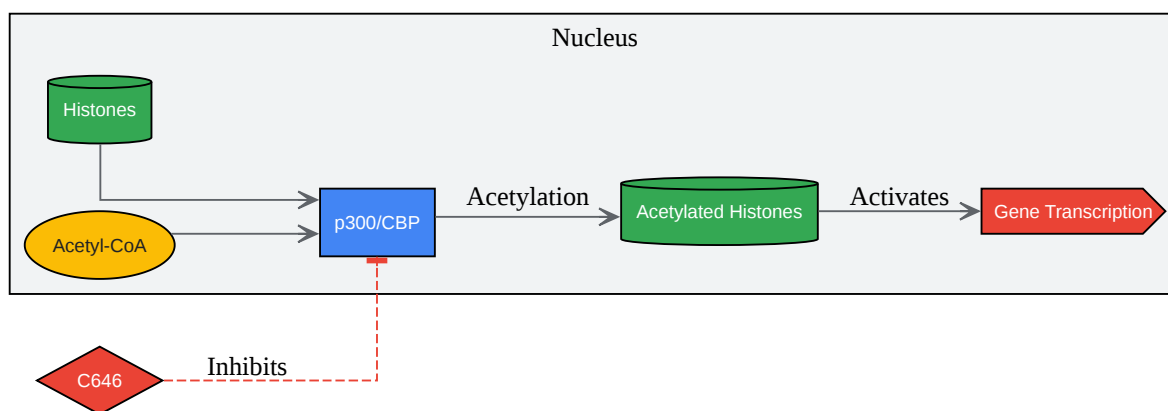 Nucleus
Histones
Acetyl-CoA
p300/CBP
Acetylation
Acetylated Histones
Activates
Gene Transcription
C646
Inhibits